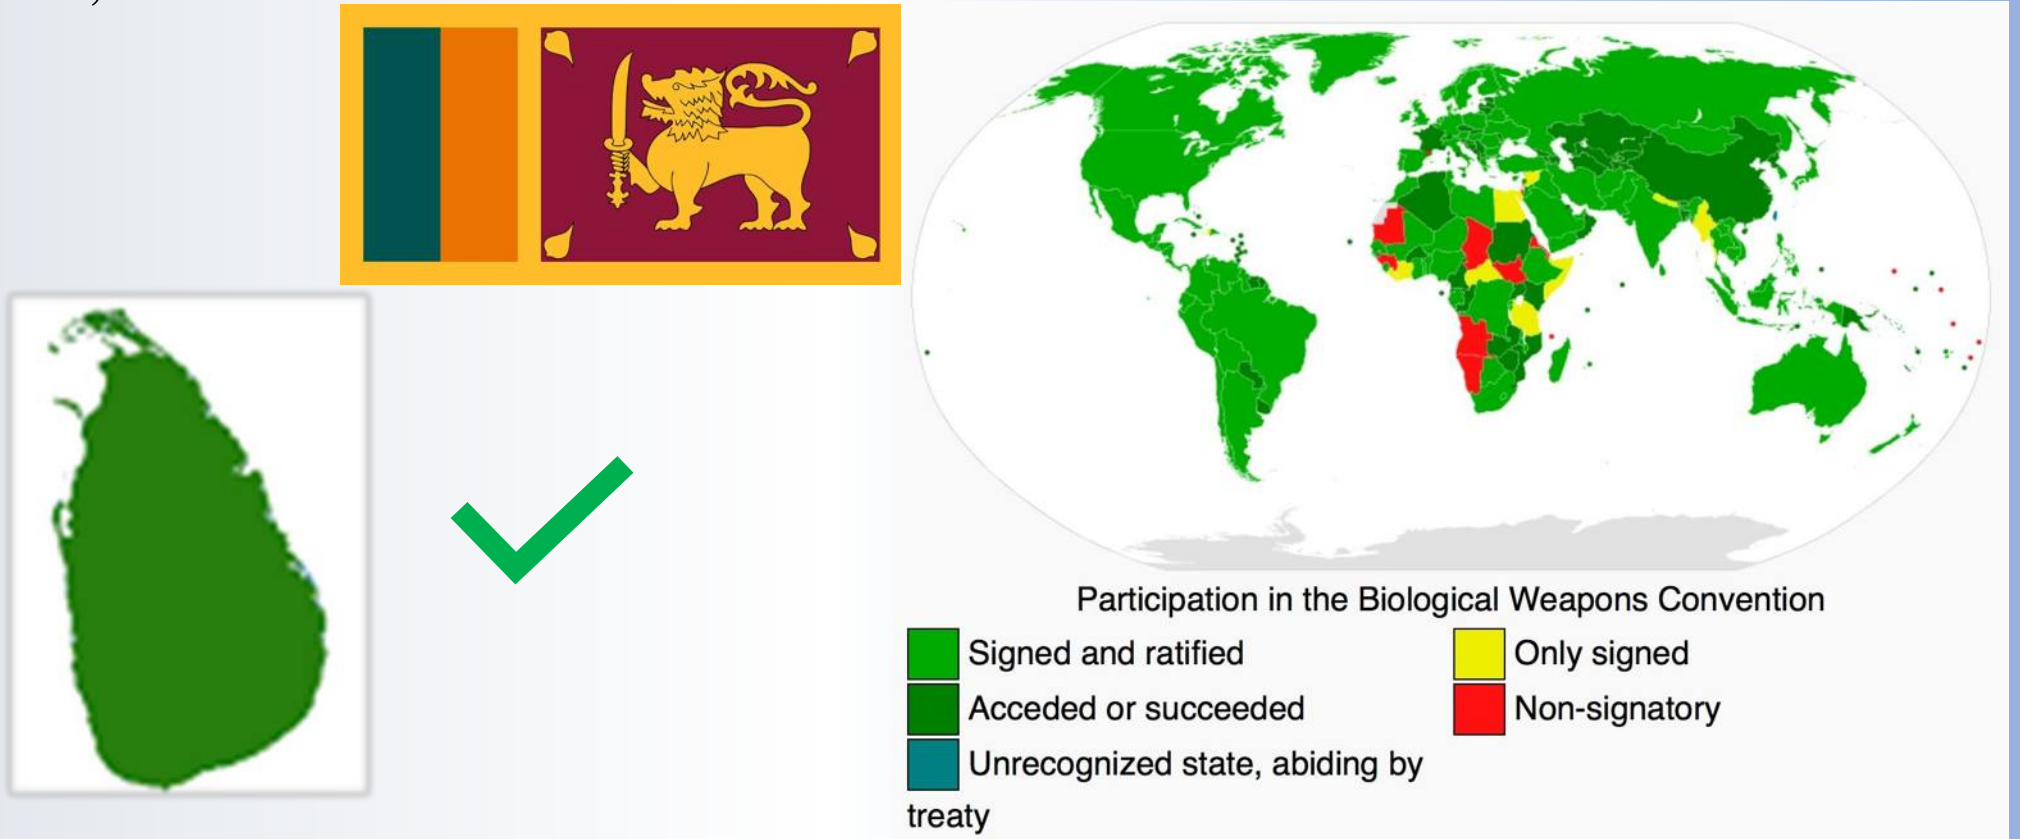 Participation in the Biological Weapons Convention
Signed and ratified
Only signed
Acceded or succeeded
Non-signatory
Unrecognized state, abiding by
treaty